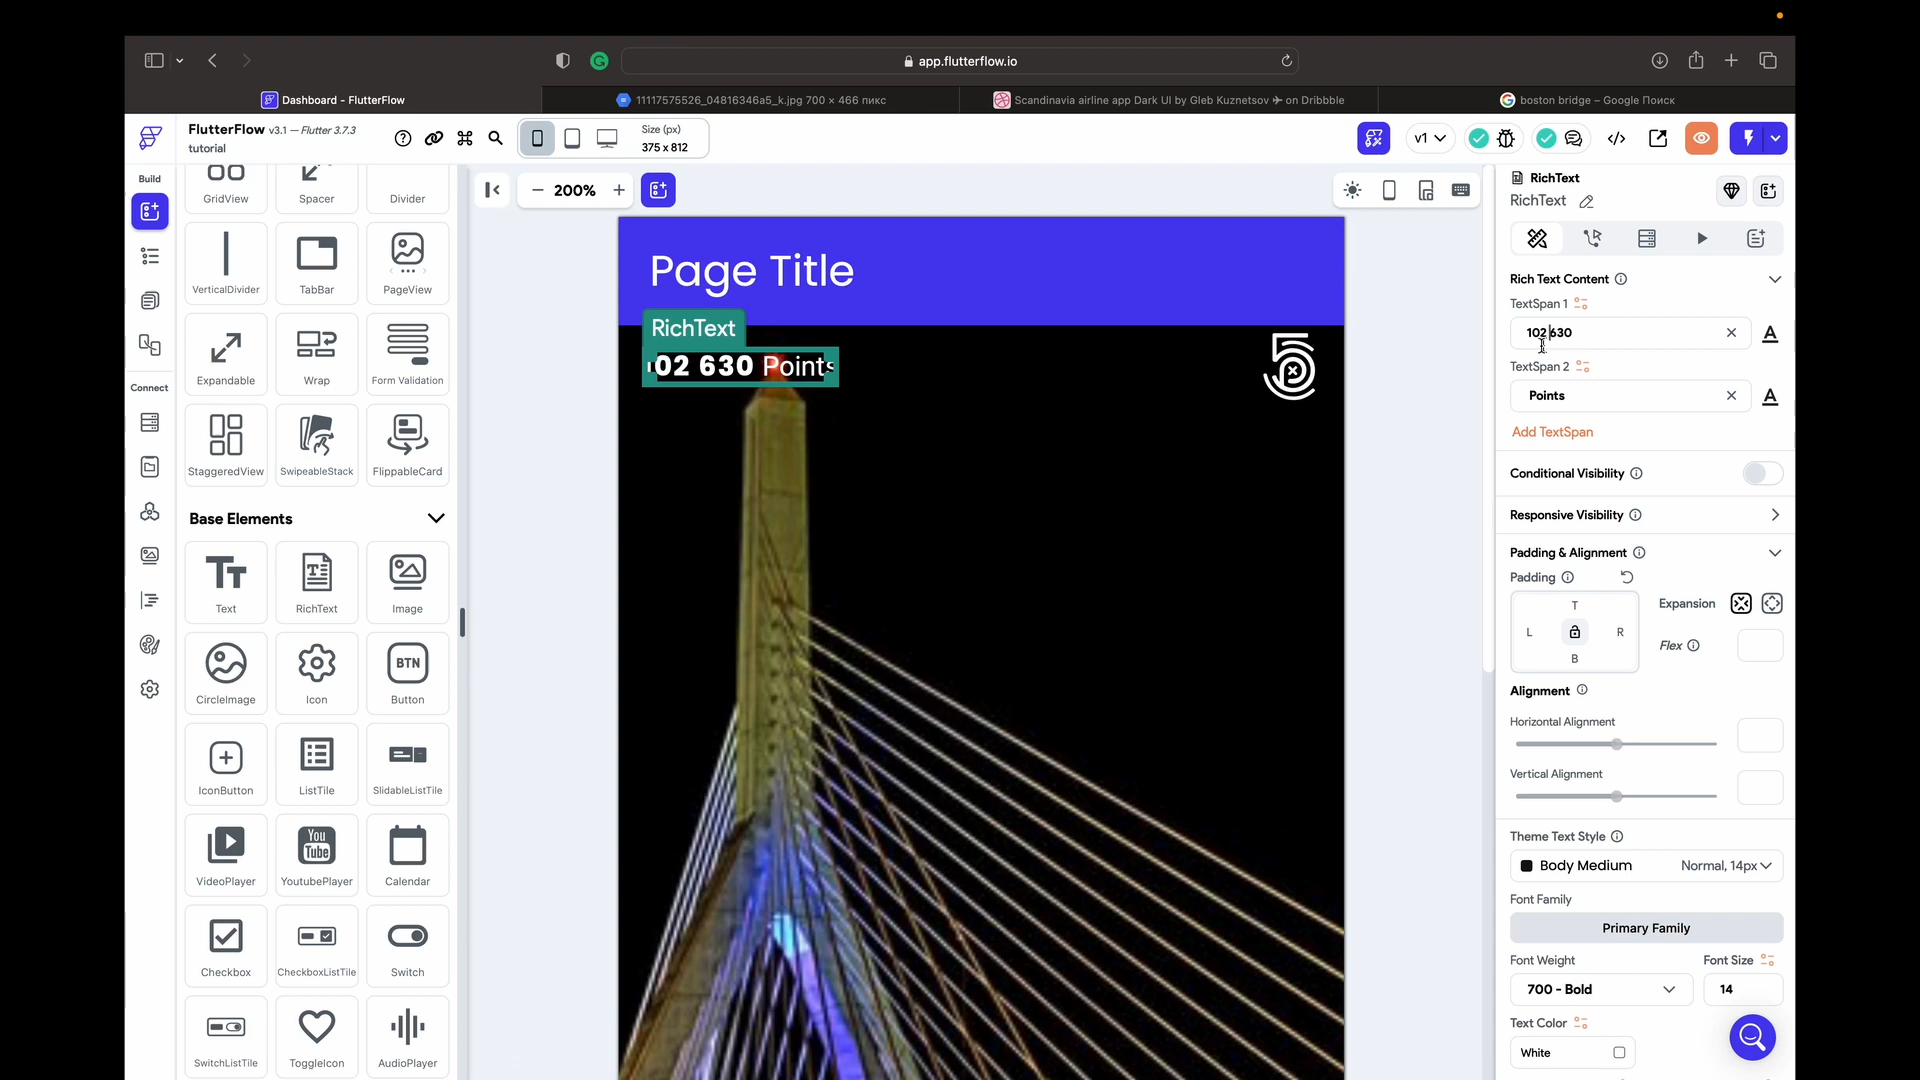 app.flutterflow.io
Dashboard - FlutterFlow
11117575526_04816346a5_k.jpg 700 × 466 пикс
Scandinavia airline app Dark UI by Gleb Kuznetsov ✈ on Dribbble
boston bridge – Google Поиск
FlutterFlow v3.1 — Flutter 3.7.3
tutorial
Size (px)
375 x 812
v1
Build
Connect
GridView
Spacer
Divider
VerticalDivider
TabBar
PageView
Expandable
Wrap
Form Validation
StaggeredView
SwipeableStack
FlippableCard
Base Elements
Text
RichText
Image
CircleImage
Icon
BTN
Button
IconButton
ListTile
SlidableListTile
VideoPlayer
You
Tube
YoutubePlayer
Calendar
Checkbox
CheckboxListTile
Switch
SwitchListTile
ToggleIcon
AudioPlayer
200%
Page Title
RichText
102 630 Points
RichText
RichText
Rich Text Content
TextSpan 1
102 630
TextSpan 2
Points
Add TextSpan
Conditional Visibility
Responsive Visibility
Padding & Alignment
Padding
T
L
R
B
Expansion
Flex
Alignment
Horizontal Alignment
Vertical Alignment
Theme Text Style
Body Medium
Normal, 14px
Font Family
Primary Family
Font Weight
Font Size
700 - Bold
14
Text Color
White